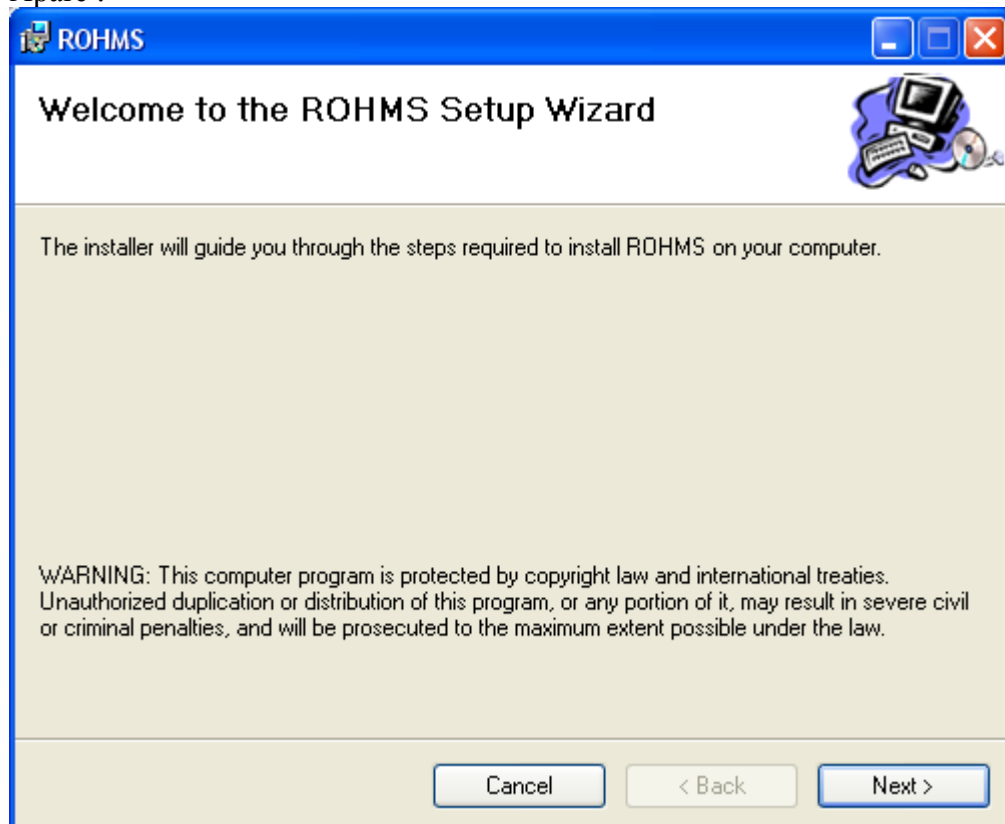 ROHMS
Welcome to the ROHMS Setup Wizard
The installer will guide you through the steps required to install ROHMS on your computer.
WARNING: This computer program is protected by copyright law and international treaties.
Unauthorized duplication or distribution of this program, or any portion of it, may result in severe civil
or criminal penalties, and will be prosecuted to the maximum extent possible under the law.
Cancel
< Back
Next >